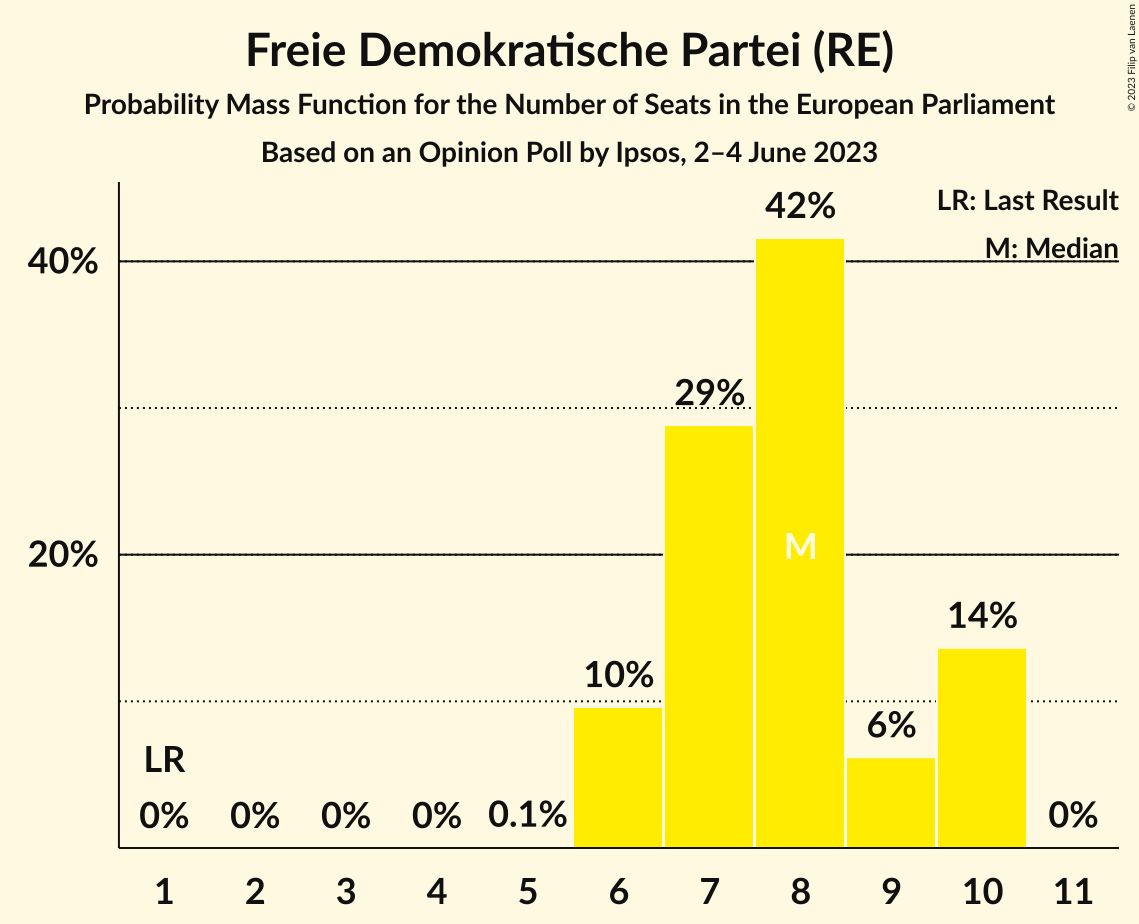 Freie Demokratische Partei (RE)
Probability Mass Function for the Number of Seats in the European Parliament
Based on an Opinion Poll by Ipsos, 2–4 June 2023
© 2023 Filip van Laenen
LR: Last Result
M: Median
42%
40%
29%
20%
M
14%
10%
6%
LR
0% 0% 0% 0% 0.1% 0%
1 2 3 4 5 6 7 8 9 10 11